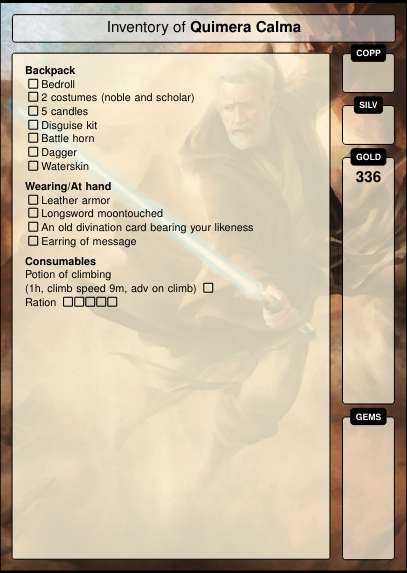 Inventory of Quimera Calma
Backpack
Bedroll
2 costumes (noble and scholar)
5 candles
Disguise kit
Battle horn
Dagger
Waterskin
Wearing/At hand
Leather armor
Longsword moontouched
An old divination card bearing your likeness
Earring of message
Consumables
Potion of climbing
(1h, climb speed 9m, adv on climb)
Ration
COPP
SILV
GOLD
336
GEMS